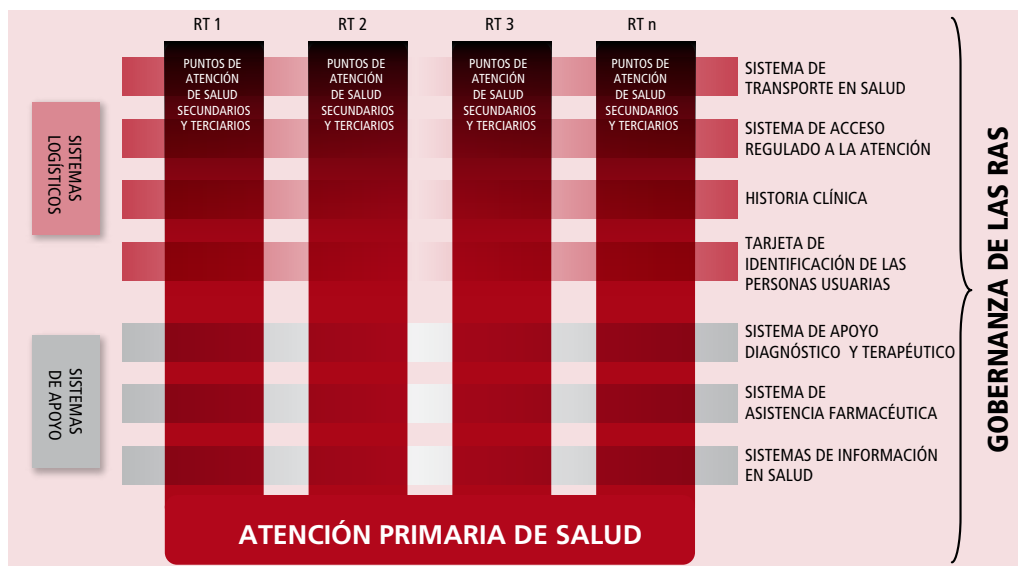 RT 1
RT 2
RT 3
RT n
PUNTOS DE
ATENCIÓN
DE SALUD
SECUNDARIOS
Y TERCIARIOS
PUNTOS DE
ATENCIÓN
DE SALUD
SECUNDARIOS
Y TERCIARIOS
PUNTOS DE
ATENCIÓN
DE SALUD
SECUNDARIOS
Y TERCIARIOS
PUNTOS DE
ATENCIÓN
DE SALUD
SECUNDARIOS
Y TERCIARIOS
SISTEMAS
LOGÍSTICOS
SISTEMA DE
TRANSPORTE EN SALUD
SISTEMA DE ACCESO
REGULADO A LA ATENCIÓN
HISTORIA CLÍNICA
TARJETA DE
IDENTIFICACIÓN DE LAS
PERSONAS USUARIAS
SISTEMAS
DE APOYO
SISTEMA DE APOYO
DIAGNÓSTICO Y TERAPÉUTICO
SISTEMA DE
ASISTENCIA FARMACÉUTICA
SISTEMAS DE INFORMACIÓN
EN SALUD
GOBERNANZA DE LAS RAS
ATENCIÓN PRIMARIA DE SALUD